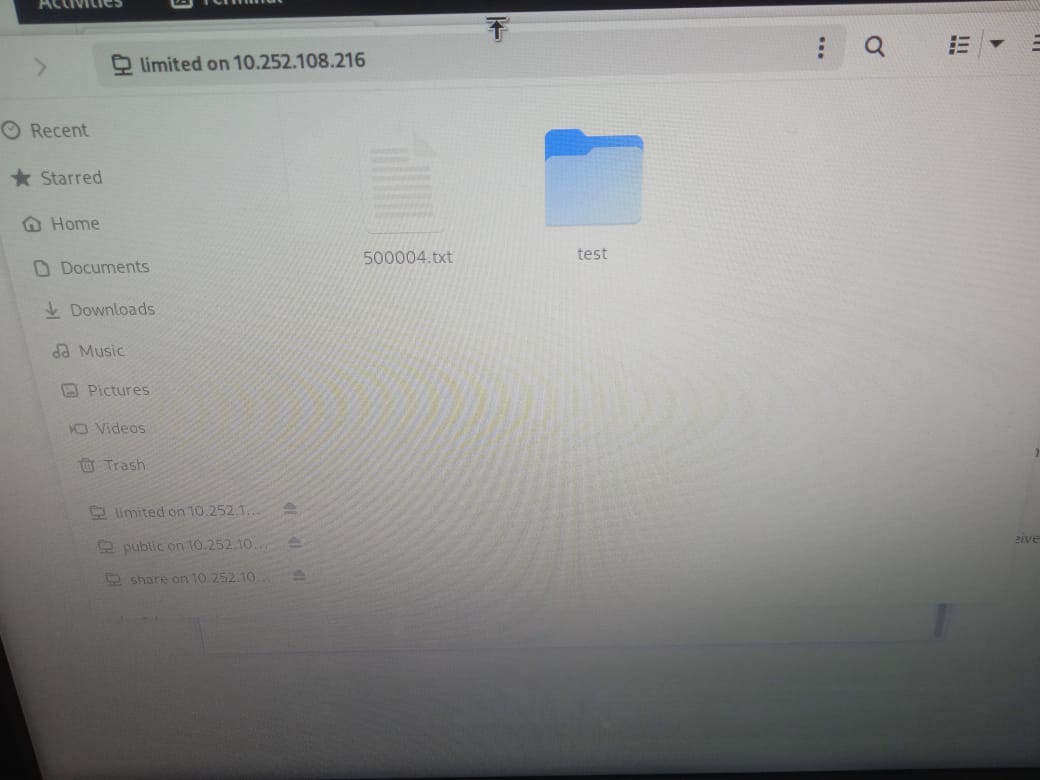 Activities
Terminal
limited on 10.252.108.216
Recent
Starred
Home
Documents
Downloads
Music
Pictures
Videos
Trash
limited on 10.252.1...
public on 10.252.10...
share on 10.252.10...
500004.txt
test